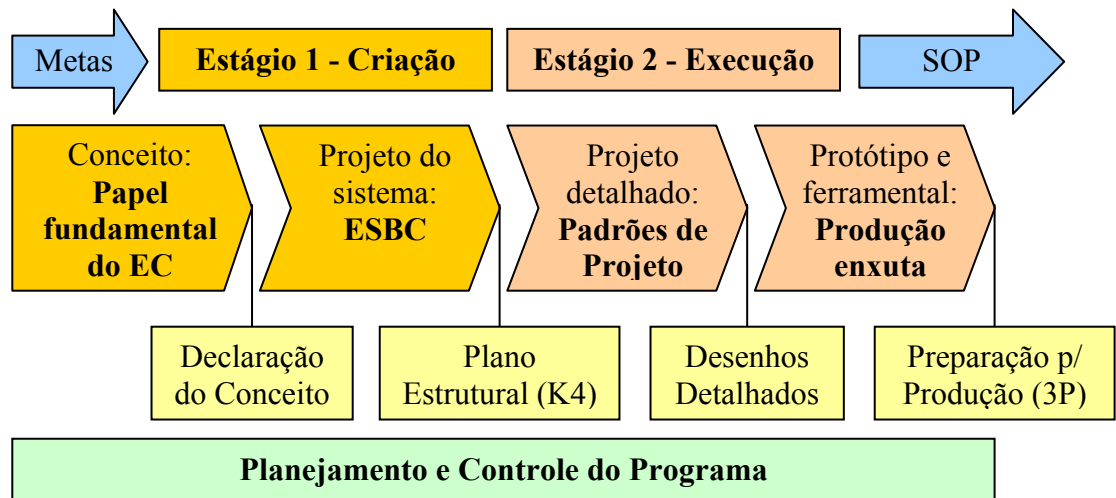 Metas
Estágio 1 - Criação
Estágio 2 - Execução
SOP
Conceito:
Papel
fundamental
do EC
Projeto do
sistema:
ESBC
Projeto
detalhado:
Padrões de
Projeto
Protótipo e
ferramental:
Produção
enxuta
Declaração
do Conceito
Plano
Estrutural (K4)
Desenhos
Detalhados
Preparação p/
Produção (3P)
Planejamento e Controle do Programa